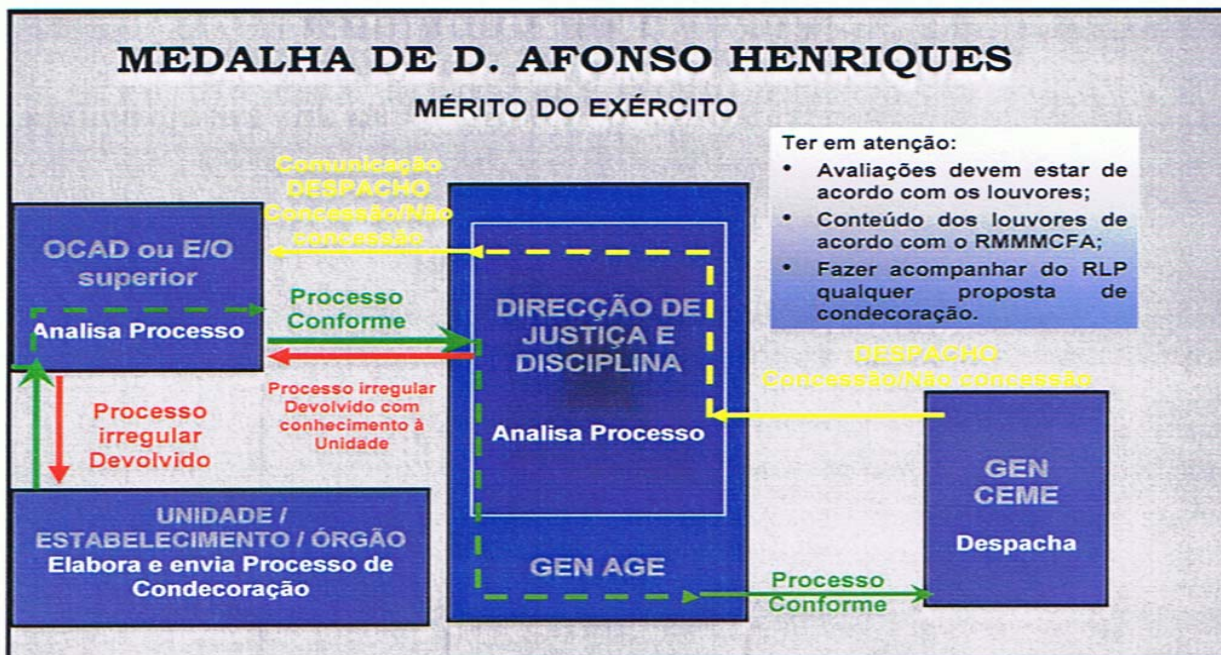 MEDALHA DE D. AFONSO HENRIQUES
MÉRITO DO EXÉRCITO
Ter em atenção:
• Avaliações devem estar de
acordo com os louvores;
• Conteúdo dos louvores de
acordo com o RMMMCFA;
• Fazer acompanhar do RLP
qualquer proposta de
condecoração.
Comunicação
DESPACHO
Concessão/Não
concessão
OCAD ou E/O
superior
Analisa Processo
Processo
Conforme
Processo irregular
Devolvido com
conhecimento à
Unidade
Processo
irregular
Devolvido
UNIDADE /
ESTABELECIMENTO / ÓRGÃO
Elabora e envia Processo de
Condecoração
DIRECÇÃO DE
JUSTIÇA E
DISCIPLINA
Analisa Processo
GEN AGE
DESPACHO
Concessão/Não concessão
GEN
CEME
Despacha
Processo
Conforme